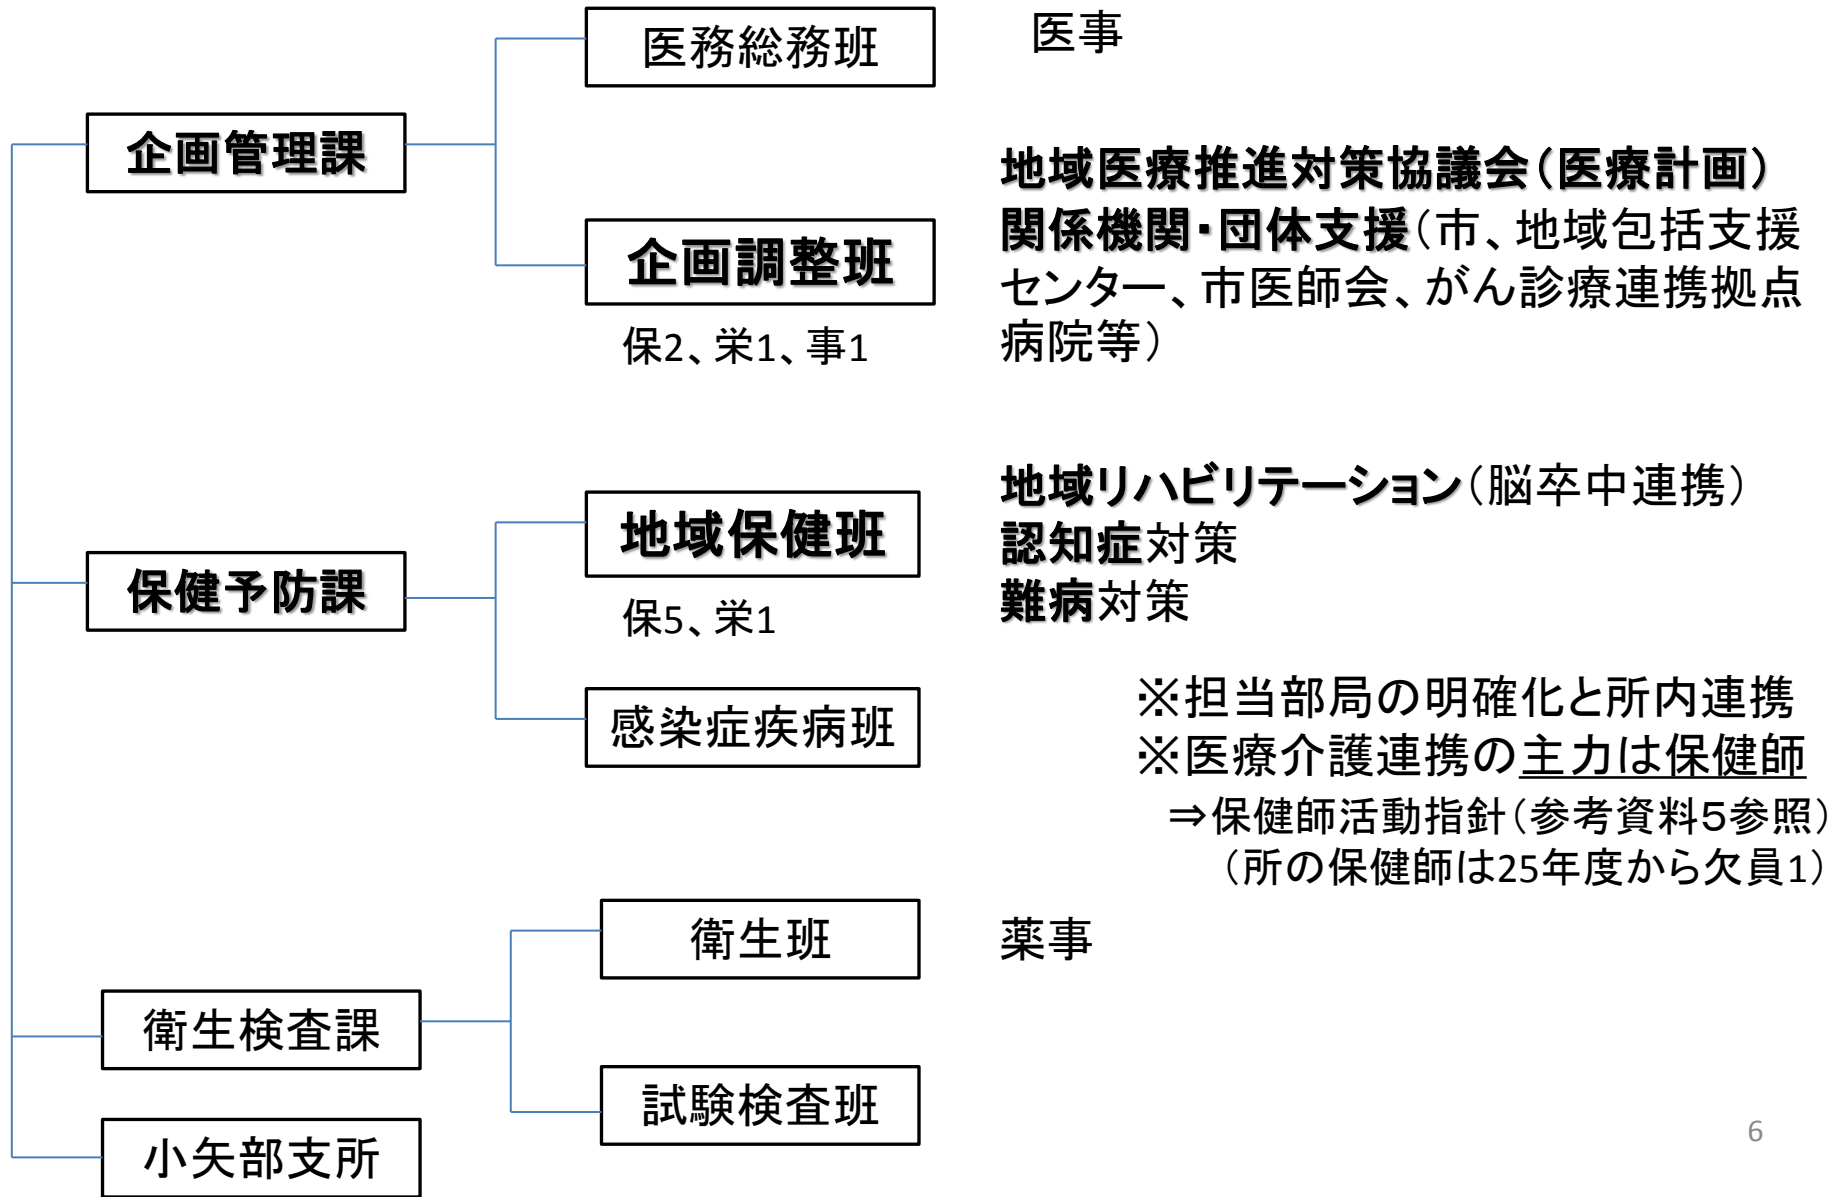 医務総務班
医事
企画管理課
企画調整班
保2、栄1、事1
地域医療推進対策協議会（医療計画）
関係機関・団体支援（市、地域包括支援
センター、市医師会、がん診療連携拠点
病院等）
保健予防課
地域保健班
保5、栄1
地域リハビリテーション（脳卒中連携）
認知症対策
難病対策
感染症疾病班
※担当部局の明確化と所内連携
※医療介護連携の主力は保健師
⇒保健師活動指針（参考資料５参照）
（所の保健師は25年度から欠員1）
衛生検査課
衛生班
薬事
試験検査班
小矢部支所
6